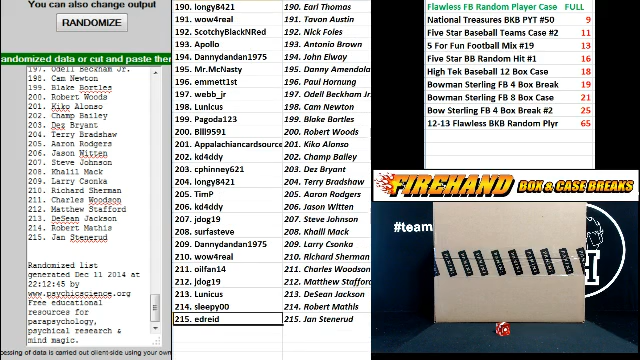 You can also change option
RANDOMIZE
andomized data or cut and paste then
197. Odell Beckham Jr.
198. Cam Newton
199. Blake Bortles
200. Robert Woods
201. Kiko Alonso
202. Champ Bailey
203. Dez Bryant
204. Terry Bradshaw
205. Aaron Rodgers
206. Jason Witten
207. Steve Johnson
208. Khalil Mack
209. Larry Csonka
210. Richard Sherman
211. Charles Woodson
212. Matthew Stafford
213. DeSean Jackson
214. Robert Mathis
215. Jan Stenerud
Randomized list
generated Dec 11 2014 at
22:12:45 by
www.psychicscience.org
Free educational
resources for
parapsychology,
psychical research &
mind magic.
cessing of data is carried out client-side using your own
190. longy8421 190. Earl Thomas
191. wow4real 191. Tavon Austin
192. ScotchyBlackNRed 192. Nick Foles
193. Apollo 193. Antonio Brown
194. Dannydandan1975 194. John Elway
195. Mr.McNasty 195. Danny Amendola
196. emmett1st 196. Paul Hornung
197. webb_jr 197. Odell Beckham Jr.
198. Lunicus 198. Cam Newton
199. Pagoda123 199. Blake Bortles
200. Bllli9591 200. Robert Woods
201. Appalachiancardsource 201. Kiko Alonso
202. kd4ddy 202. Champ Bailey
203. cphinney621 203. Dez Bryant
204. longy8421 204. Terry Bradshaw
205. TimP 205. Aaron Rodgers
206. kd4ddy 206. Jason Witten
207. jdog19 207. Steve Johnson
208. surfasteve 208. Khalil Mack
209. Dannydandan1975 209. Larry Csonka
210. wow4real 210. Richard Sherman
211. oilfan14 211. Charles Woodson
212. jdog19 212. Matthew Stafford
213. Lunicus 213. DeSean Jackson
214. sleepy00 214. Robert Mathis
215. edreid 215. Jan Stenerud
Flawless FB Random Player Case FULL
National Treasures BKB PYT #50 9
Five Star Baseball Teams Case #2 11
5 For Fun Football Mix #19 13
Five Star BB Random Hit #1 16
High Tek Baseball 12 Box Case 18
Bowman Sterling FB 4 Box Break 19
Bowman Sterling FB 8 Box Case 21
Bow Sterling FB 4 Box Break #2 25
12-13 Flawless BKB Random Plyr 65
FIREHAND BOX & CASE BREAKS
#team